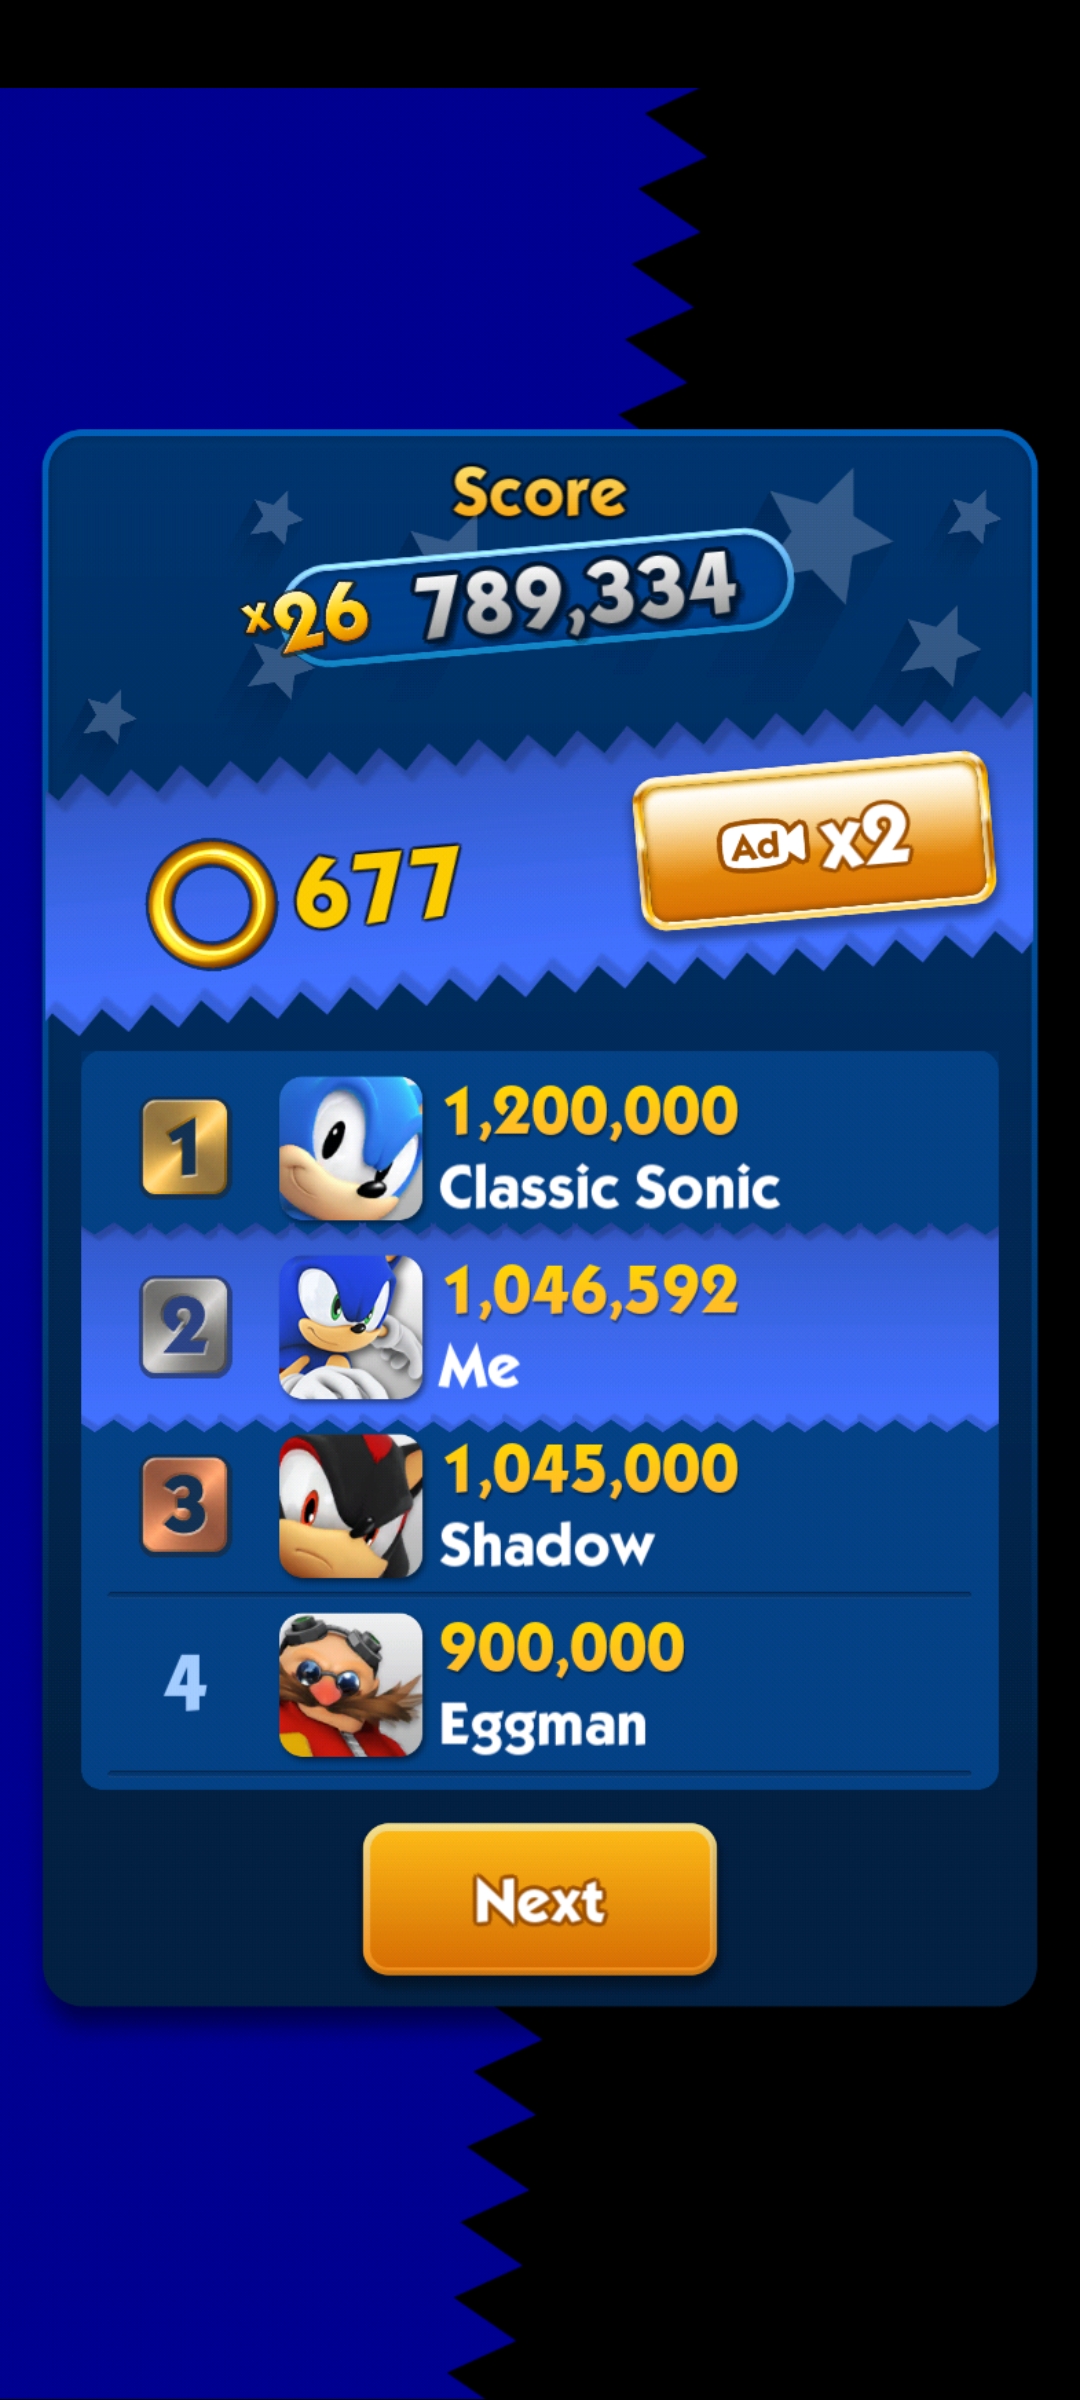 Score
x26 789,334
677
Ad x2
1
1,200,000
Classic Sonic
2
1,046,592
Me
3
1,045,000
Shadow
4
900,000
Eggman
Next